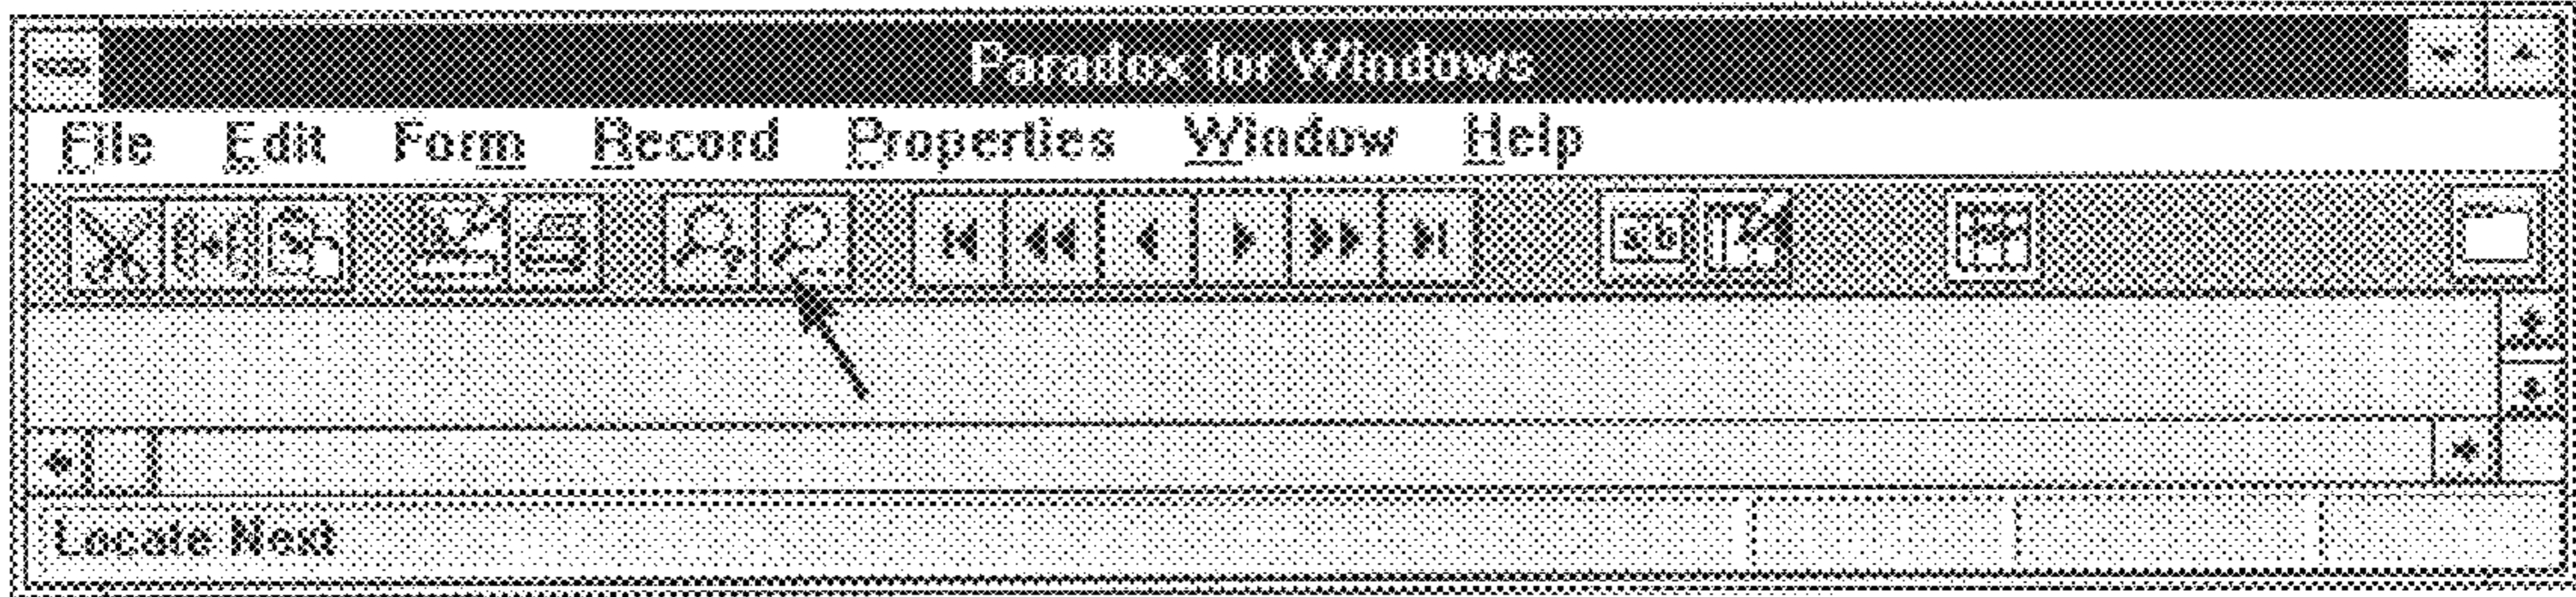 Paradox for Windows
File Edit Form Record Properties Window Help
Locate Next